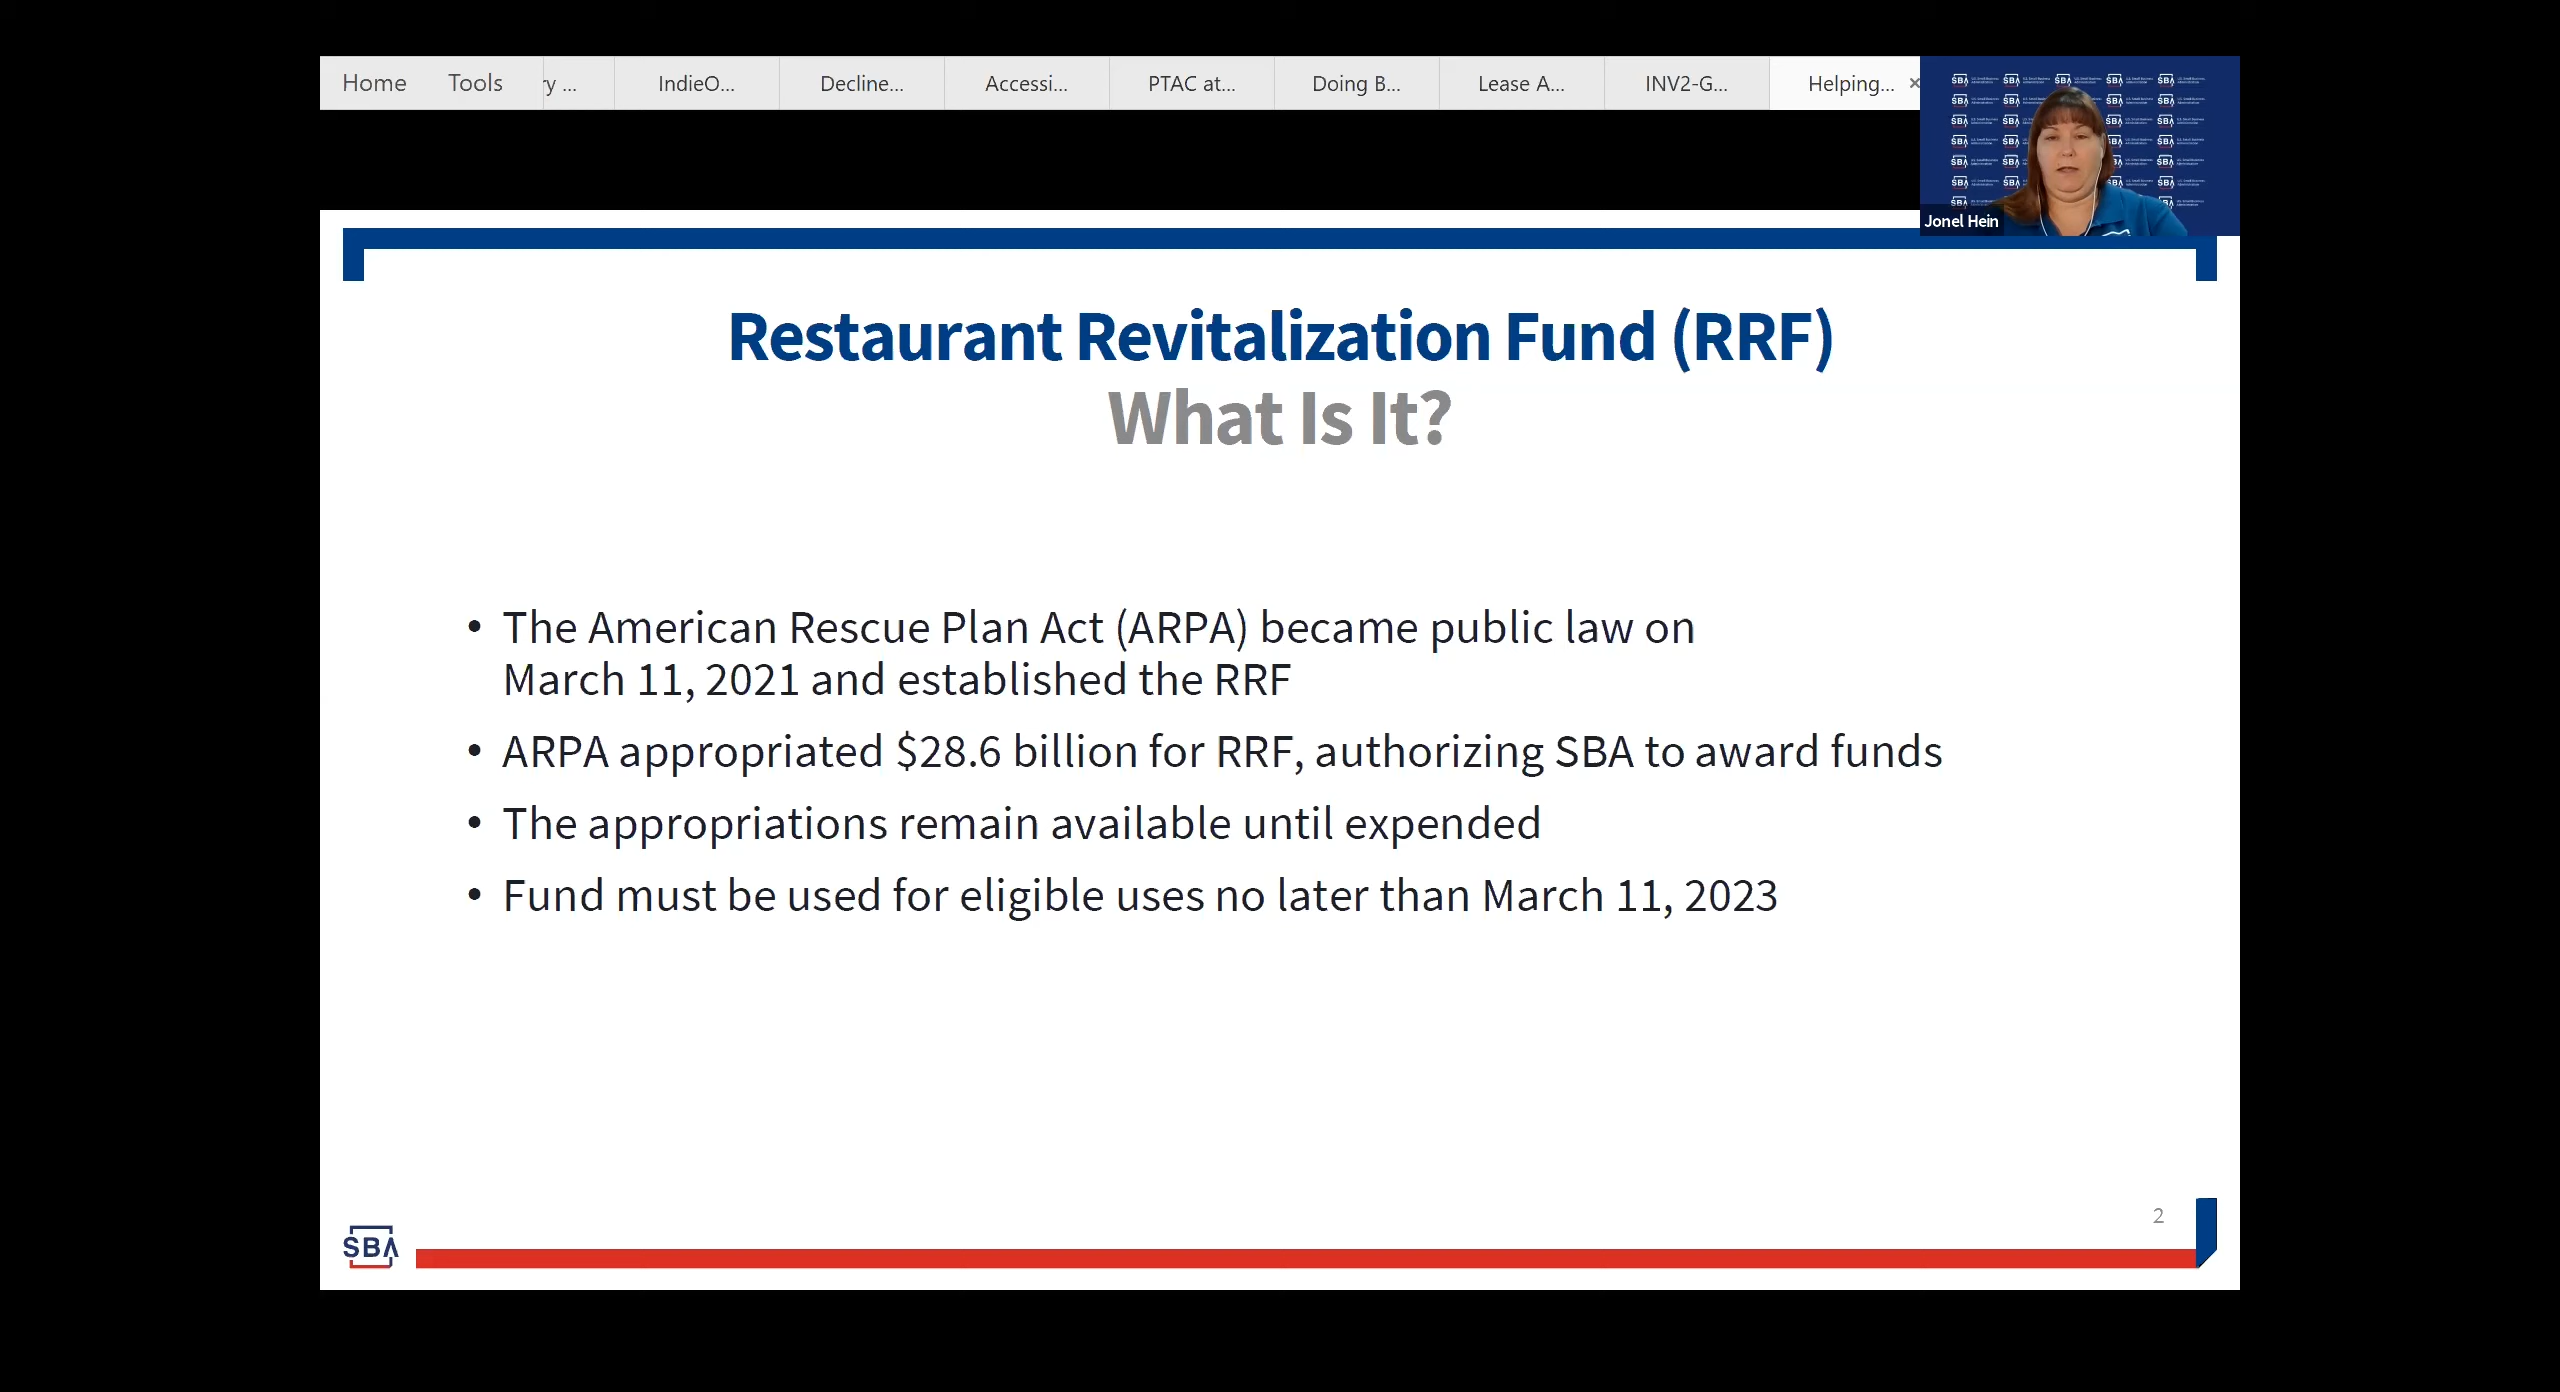 Home Tools ry ... IndieO... Decline... Accessi... PTAC at... Doing B... Lease A... INV2-G... Helping... ×
Jonel Hein
Restaurant Revitalization Fund (RRF)
What Is It?
• The American Rescue Plan Act (ARPA) became public law on
March 11, 2021 and established the RRF
• ARPA appropriated $28.6 billion for RRF, authorizing SBA to award funds
• The appropriations remain available until expended
• Fund must be used for eligible uses no later than March 11, 2023
2
SBA